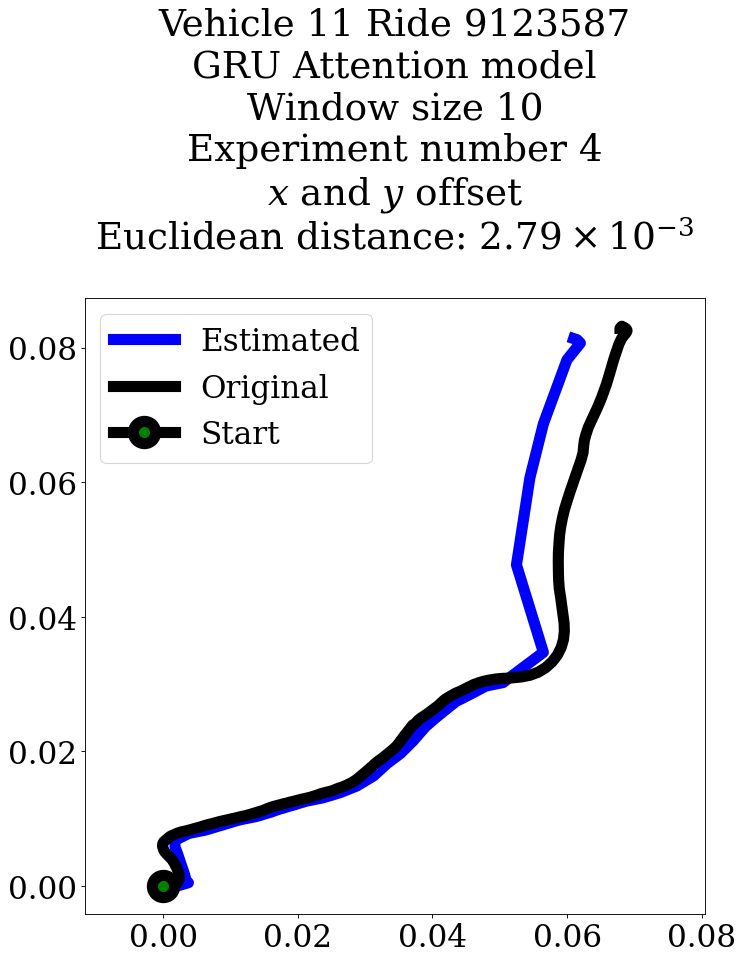 Vehicle 11 Ride 9123587
GRU Attention model
Window size 10
Experiment number 4
x and y offset
Euclidean distance: 2.79 × 10⁻³
Estimated
Original
Start
0.08
0.06
0.04
0.02
0.00
0.00 0.02 0.04 0.06 0.08